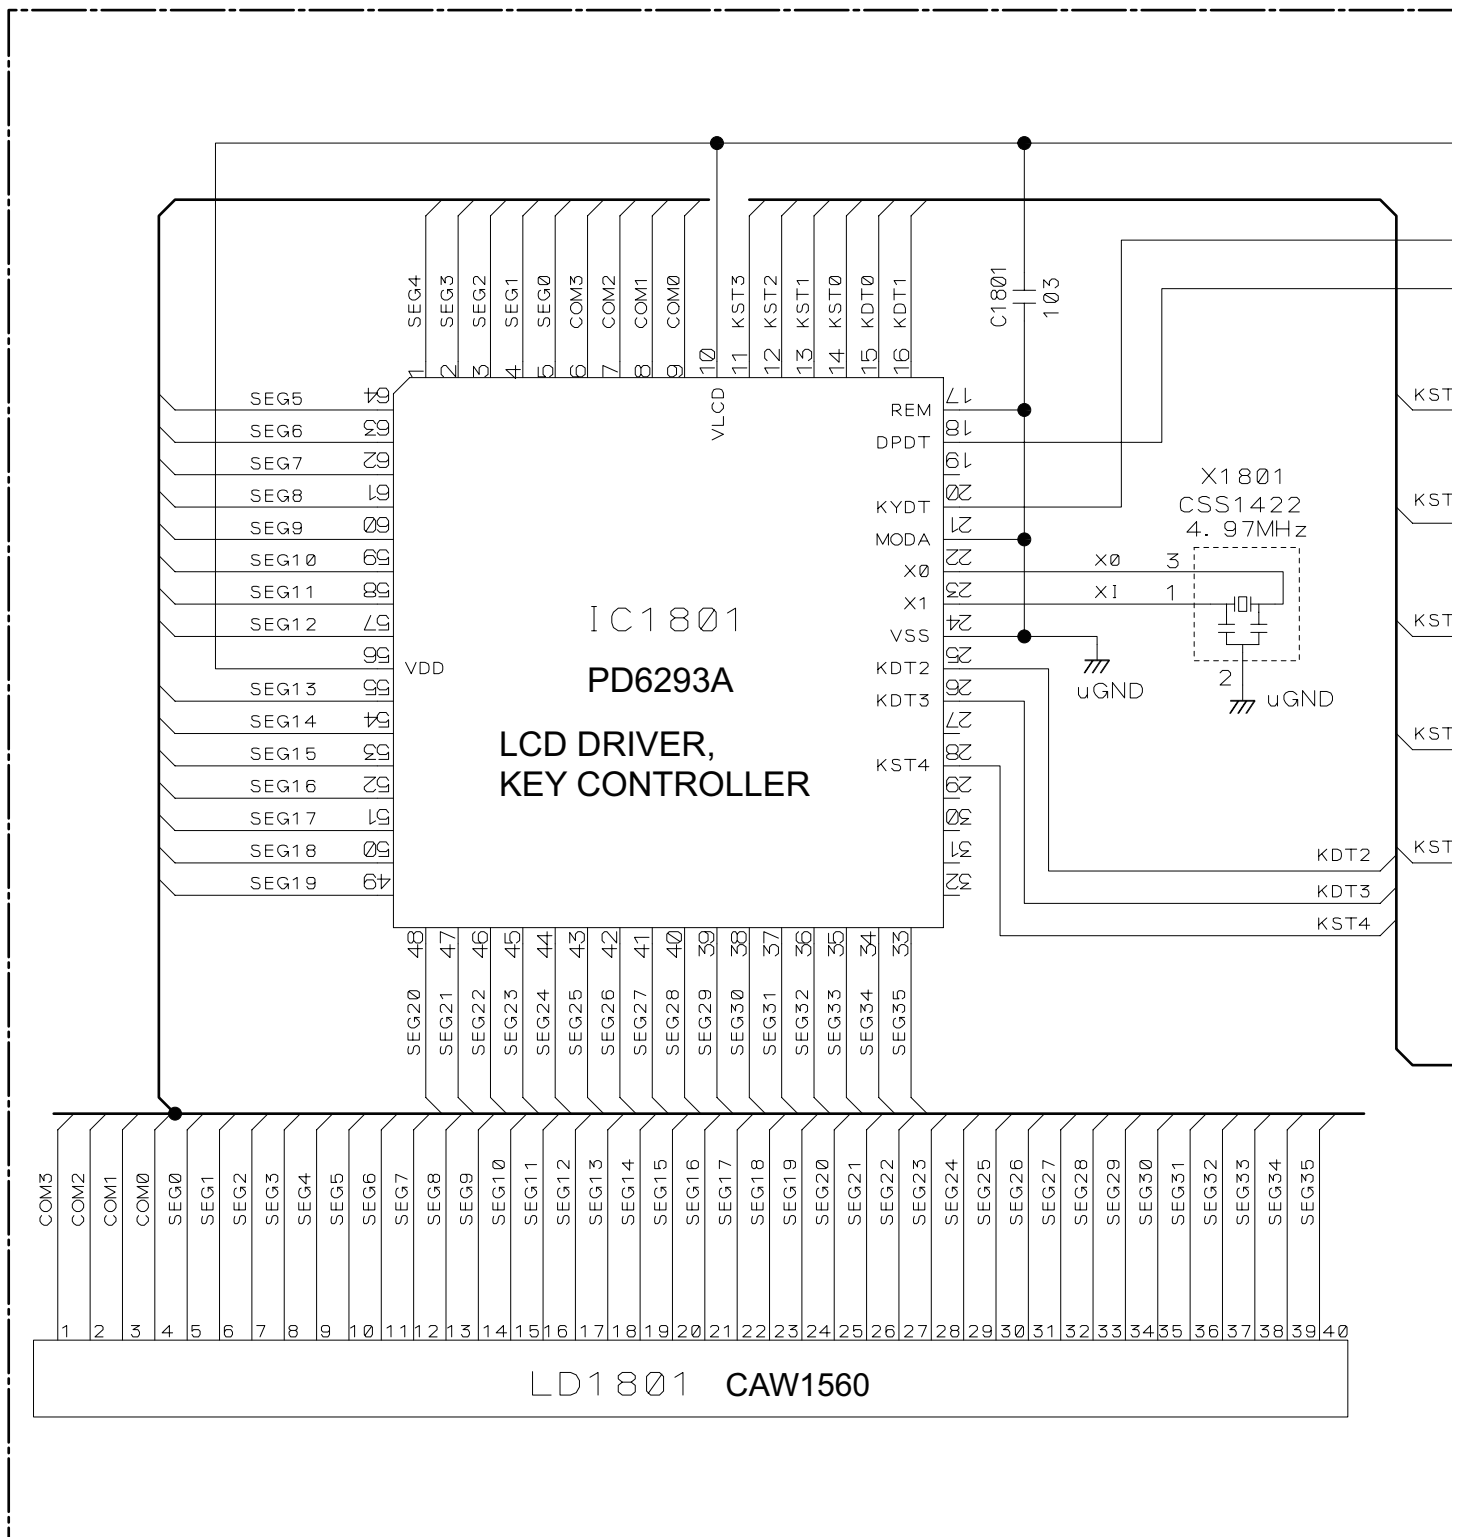 SEG4 SEG3 SEG2 SEG1 SEG0 COM3 COM2 COM1 COM0 KST3 KST2 KST1 KST0 KDT0 KDT1
1 2 3 4 5 6 7 8 9 10 11 12 13 14 15 16
C1801
103
VLCD
SEG5 64
SEG6 63
SEG7 62
SEG8 61
SEG9 60
SEG10 59
SEG11 58
SEG12 57
56 VDD
SEG13 55
SEG14 54
SEG15 53
SEG16 52
SEG17 51
SEG18 50
SEG19 49
IC1801
PD6293A
LCD DRIVER,
KEY CONTROLLER
REM 17
DPDT 18
19
KYDT 20
MODA 21
X0 22
X1 23
VSS 24
KDT2 25
KDT3 26
27
KST4 28
29
30
31
32
X1801
CSS1422
4. 97MHz
X0 3
XI 1
2
uGND
uGND
KST
KST
KST
KST
KST
KDT2
KDT3
KST4
48 47 46 45 44 43 42 41 40 39 38 37 36 35 34 33
SEG20 SEG21 SEG22 SEG23 SEG24 SEG25 SEG26 SEG27 SEG28 SEG29 SEG30 SEG31 SEG32 SEG33 SEG34 SEG35
COM3 COM2 COM1 COM0 SEG0 SEG1 SEG2 SEG3 SEG4 SEG5 SEG6 SEG7 SEG8 SEG9 SEG10 SEG11 SEG12 SEG13 SEG14 SEG15 SEG16 SEG17 SEG18 SEG19 SEG20 SEG21 SEG22 SEG23 SEG24 SEG25 SEG26 SEG27 SEG28 SEG29 SEG30 SEG31 SEG32 SEG33 SEG34 SEG35
1 2 3 4 5 6 7 8 9 10 11 12 13 14 15 16 17 18 19 20 21 22 23 24 25 26 27 28 29 30 31 32 33 34 35 36 37 38 39 40
LD1801 CAW1560